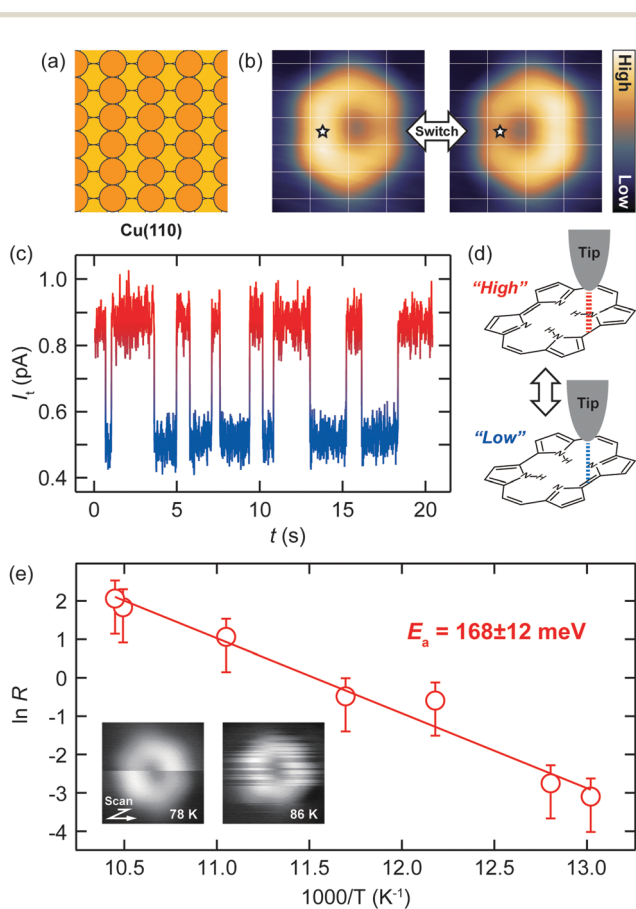 (a)
(b)
Switch
High
Low
Cu(110)
(c)
It (pA)
1.0
0.8
0.6
0.4
0
5
10
15
20
t (s)
(d)
Tip
"High"
N
H-N
N
H-N
Tip
"Low"
N
N-H
N
N-H
(e)
ln R
2
1
0
-1
-2
-3
-4
Ea = 168±12 meV
Scan
78 K
86 K
10.5
11.0
11.5
12.0
12.5
13.0
1000/T (K-1)